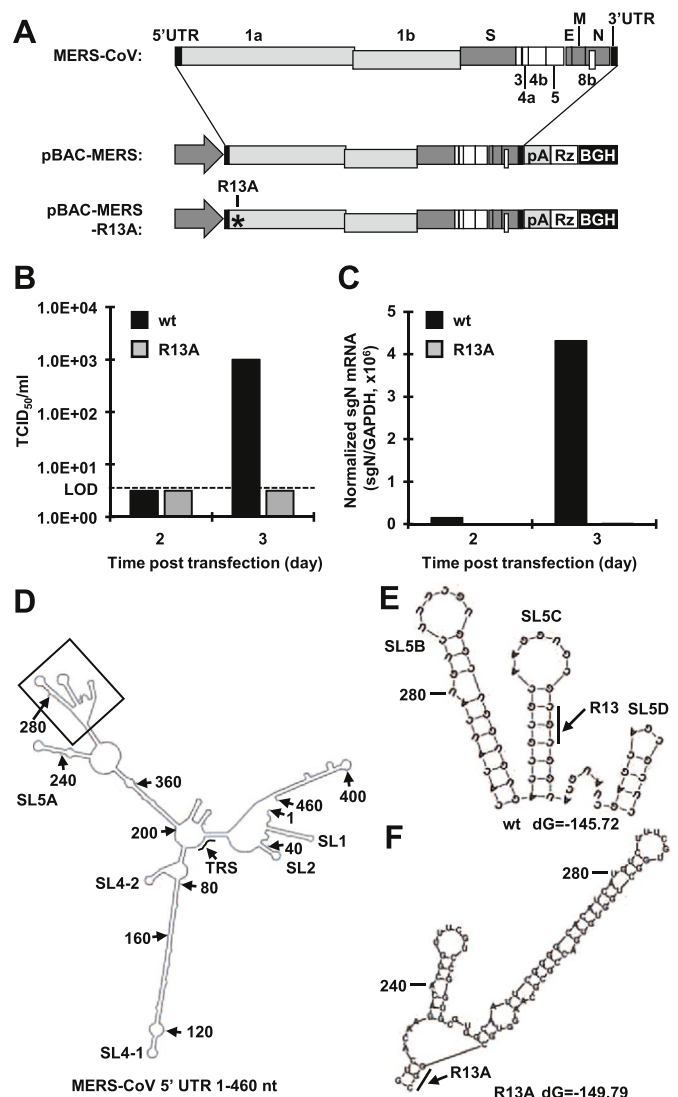 A
5'UTR 1a 1b S E M N 3'UTR
MERS-CoV:
3 4b 8b
4a 5
pBAC-MERS: pA Rz BGH
R13A
pBAC-MERS
-R13A:
* pA Rz BGH
B
1.0E+04
1.0E+03
1.0E+02
1.0E+01
LOD
1.0E+00
TCID50/ml
wt
R13A
2 3
Time post transfection (day)
C
5
4
3
2
1
0
Normalized sgN mRNA
(sgN/GAPDH, x10⁶)
wt
R13A
2 3
Time post transfection (day)
D
280
240
SL5A
360
200
460
400
1
SL1
40
SL2
TRS
SL4-2
80
160
120
SL4-1
MERS-CoV 5' UTR 1-460 nt
E
SL5B
SL5C
280
R13
SL5D
wt dG=-145.72
F
280
240
R13A
R13A dG=-149.79